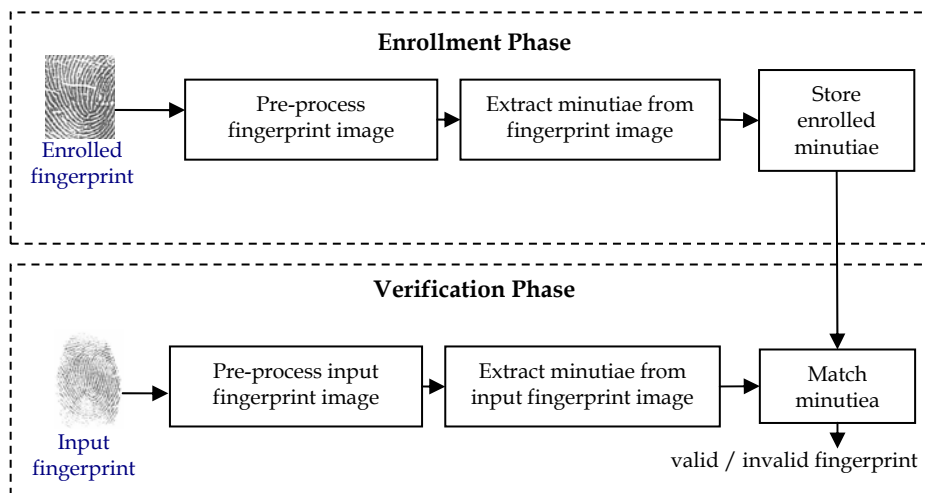 Enrollment Phase
Enrolled
fingerprint
Pre-process
fingerprint image
Extract minutiae from
fingerprint image
Store
enrolled
minutiae
Verification Phase
Input
fingerprint
Pre-process input
fingerprint image
Extract minutiae from
input fingerprint image
Match
minutiea
valid / invalid fingerprint